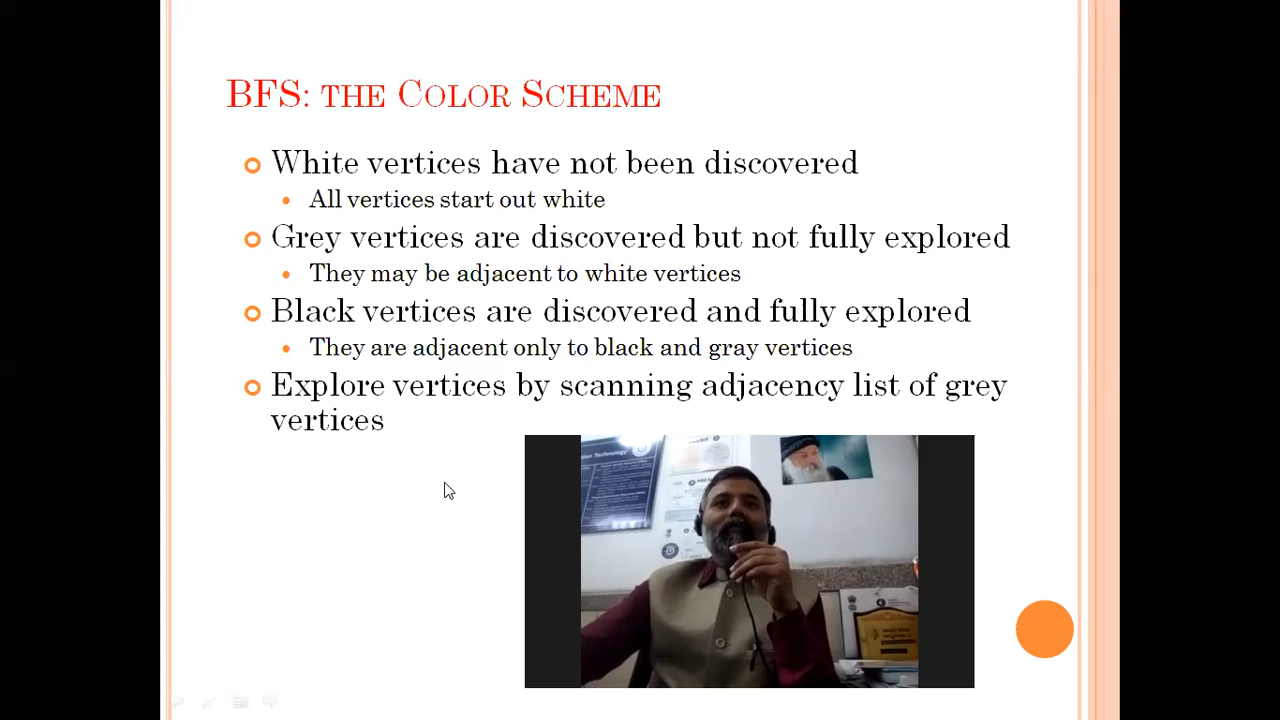 BFS: THE COLOR SCHEME
White vertices have not been discovered
All vertices start out white
Grey vertices are discovered but not fully explored
They may be adjacent to white vertices
Black vertices are discovered and fully explored
They are adjacent only to black and gray vertices
Explore vertices by scanning adjacency list of grey
vertices
Technology